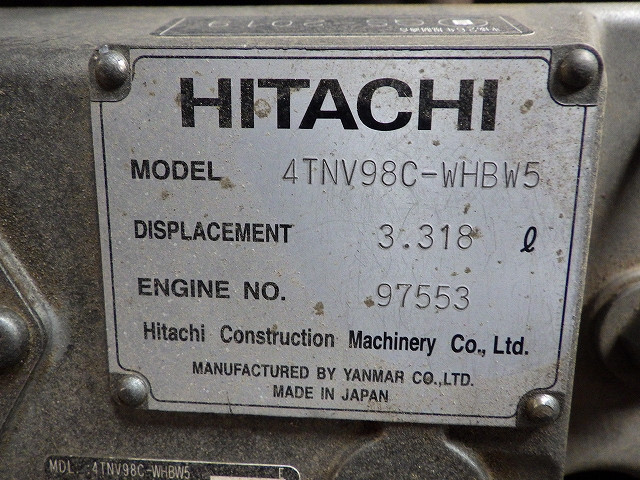 HITACHI
MODEL 4TNV98C-WHBW5
DISPLACEMENT 3.318 ℓ
ENGINE NO. 97553
Hitachi Construction Machinery Co., Ltd.
MANUFACTURED BY YANMAR CO., LTD.
MADE IN JAPAN
MDL. :4TNV98C-WHBW5